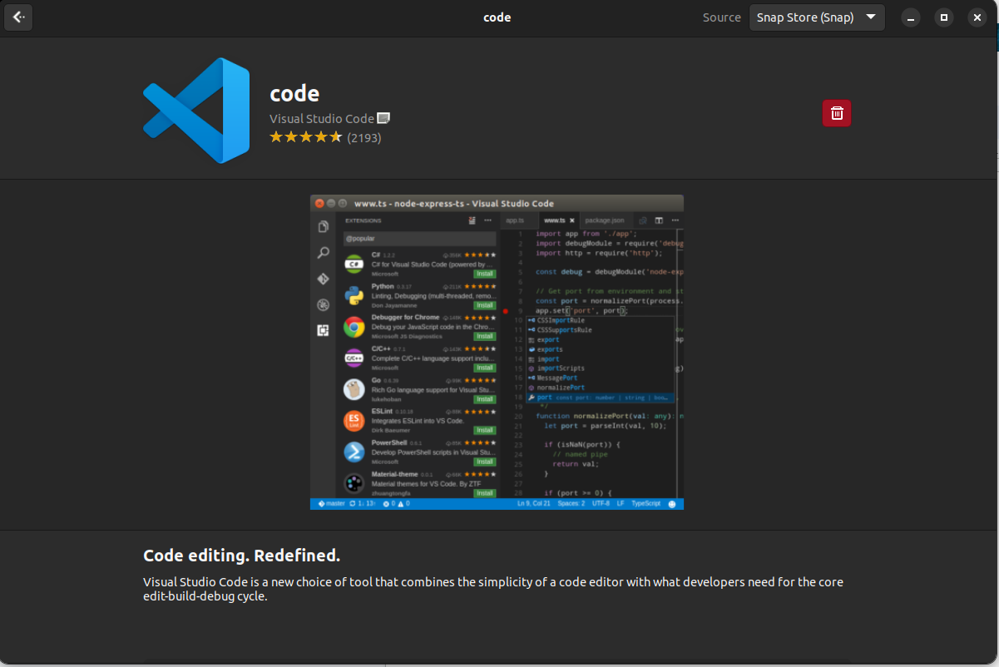 code
Source
Snap Store (Snap)
code
Visual Studio Code
(2193)
www.ts - node-express-ts - Visual Studio Code
EXTENSIONS
@popular
C# 1.2.2 356K
C# for Visual Studio Code (powered by ...
Microsoft Install
Python 0.3.17 211K
Linting, Debugging (multi-threaded, remo...
Don Jayamanne Install
Debugger for Chrome 149K
Debug your JavaScript code in the Chro...
Microsoft JS Diagnostics Install
C/C++ 0.7.1 143K
Complete C/C++ language support inclu...
Microsoft Install
Go 0.6.39 99K
Rich Go language support for Visual Stu...
lukehoban Install
ESLint 0.10.18 88K
Integrates ESLint into VS Code.
Dirk Baeumer Install
PowerShell 0.6.1
Develop PowerShell scripts in Visual Stu...
Microsoft Install
Material-theme 0.0.1
Material themes for VS Code. By ZTF
zhuangtongfa Install
app.ts www.ts package.json
1 import app from './app';
2 import debugModule = require('debug
3 import http = require('http');
4
5 const debug = debugModule('node-exp
6
7 // Get port from environment and st
8 const port = normalizePort(process.
9 app.set('port', port);
10 CSSImportRule
11 CSSSupportsRule
12 export ap
13 exports
14 import
15 importScripts
16 MessagePort
17 normalizePort
18 port const port: number | string | boo...
19 */
20 function normalizePort(val: any): n
21 let port = parseInt(val, 10);
22
23 if (isNaN(port)) {
24 // named pipe
25 return val;
26 }
27
28 if (port >= 0) {
master 1↓ 13↑ 0 0
Ln 9, Col 21 Spaces: 2 UTF-8 LF TypeScript
Code editing. Redefined.
Visual Studio Code is a new choice of tool that combines the simplicity of a code editor with what developers need for the core
edit-build-debug cycle.